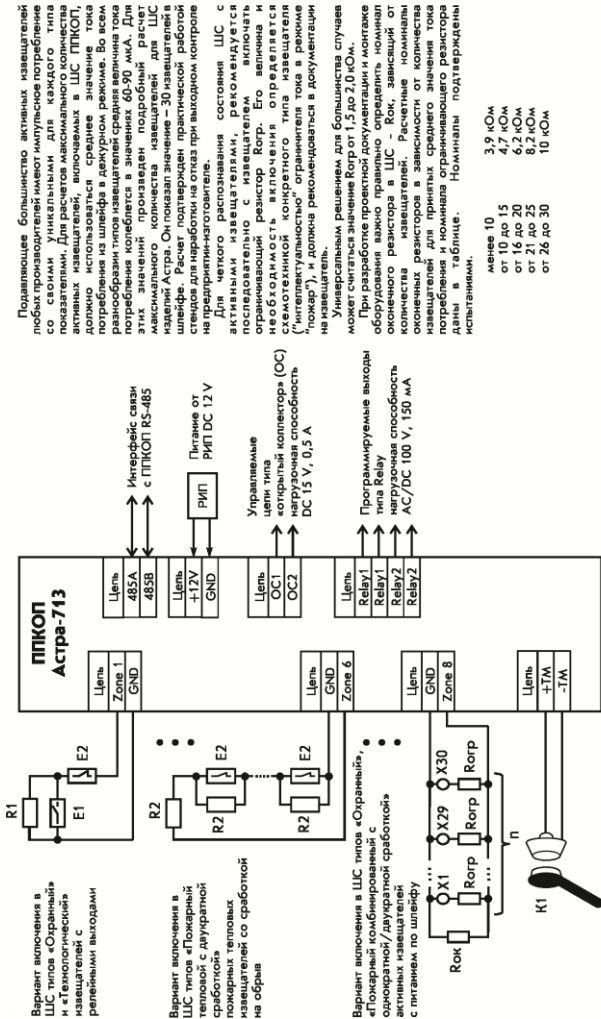 Вариант включения в
ШС типов «Охранный»
и «Технологический»
извещателей с
релейными выходами
R1
E1
E2
Вариант включения в
ШС типов «Пожарный
тепловой с двукратной
сработкой»
пожарных тепловых
извещателей со сработкой
на обрыв
R2
R2
E2
R2
E2
Вариант включения в ШС типов «Охранный»,
«Пожарный комбинированный с
однократной/двукратной сработкой»
активных извещателей
с питанием по шлейфу
Rок
X1
X29
X30
Rогр
Rогр
Rогр
n
K1
ППКОП
Астра-713
Цепь
Zone 1
GND
Цепь
GND
Zone 6
Цепь
GND
Zone 8
Цепь
+TM
-TM
Цепь
485A
485B
Интерфейс связи
с ППКОП RS-485
Цепь
+12V
GND
РИП
Питание от
РИП DC 12 V
Цепь
OC1
OC2
Управляемые
цепи типа
«открытый коллектор» (ОС)
нагрузочная способность
DC 15 V, 0,5 A
Цепь
Relay1
Relay1
Relay2
Relay2
Программируемые выходы
типа Relay
нагрузочная способность
AC/DC 100 V, 150 мА
Подавляющее большинство активных извещателей
любых производителей имеют импульсное потребление
со своими уникальными для каждого типа
показателями. Для расчетов максимального количества
активных извещателей, включаемых в ШС ППКОП,
должно использоваться среднее значение тока
потребления из шлейфа в дежурном режиме. Во всем
разнообразии типов извещателей средняя величина тока
потребления колеблется в значениях 60-90 мкА. Для
этих значений произведен подробный расчет
максимального количества извещателей для ШС
изделий Астра. Он показал значение – 30 извещателей в
шлейфе. Расчет подтвержден практической работой
стендов для наработки на отказ при выходном контроле
на предприятии-изготовителе.
Для четкого распознавания состояния ШС с
активными извещателями, рекомендуется
последовательно с извещателем включать
ограничивающий резистор Rогр. Его величина и
необходимость включения определяется
схемотехникой конкретного типа извещателя
("интеллектуальностью" ограничителя тока в режиме
"пожар"), и должна рекомендоваться в документации
на извещатель.
Универсальным решением для большинства случаев
может считаться значение Rогр от 1,5 до 2,0 кОм.
При разработке проектной документации и монтаже
оборудования важно правильно определить номинал
оконечного резистора в ШС - Rок, зависящий от
количества извещателей. Расчетные номиналы
оконечных резисторов в зависимости от количества
извещателей для принятых среднего значения тока
потребления и номинала ограничивающего резистора
даны в таблице. Номиналы подтверждены
испытаниями.
менее 10 3,9 кОм
от 10 до 15 4,7 кОм
от 16 до 20 6,2 кОм
от 21 до 25 8,2 кОм
от 26 до 30 10 кОм